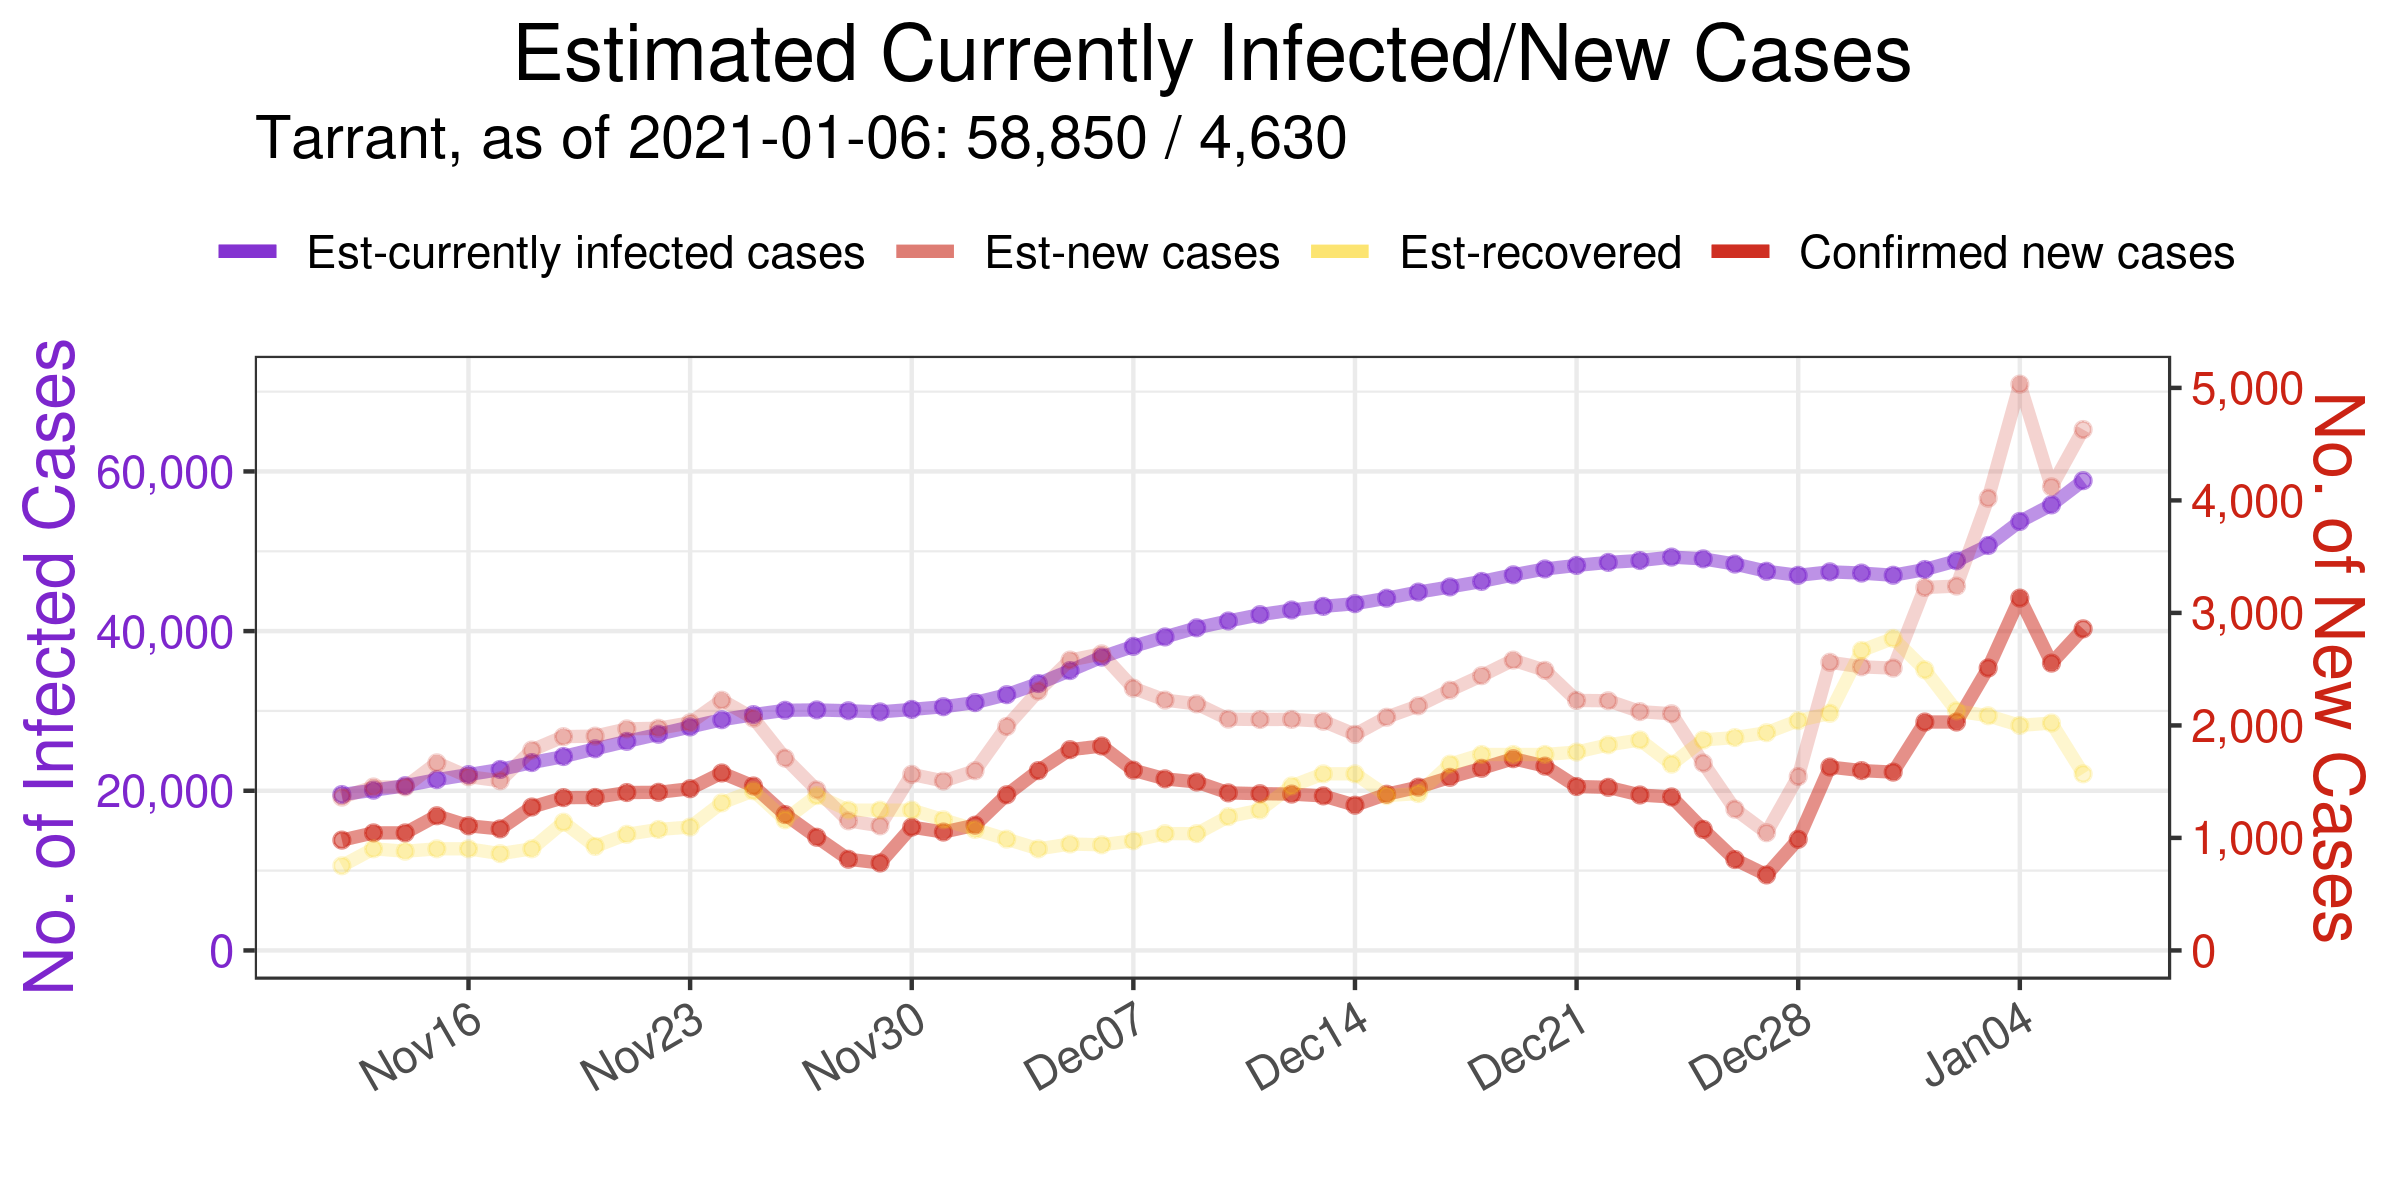 Estimated Currently Infected/New Cases
Tarrant, as of 2021-01-06: 58,850 / 4,630
Est-currently infected cases Est-new cases Est-recovered Confirmed new cases
No. of Infected Cases
60,000
40,000
20,000
0
5,000
4,000
3,000
2,000
1,000
0
No. of New Cases
Nov16 Nov23 Nov30 Dec07 Dec14 Dec21 Dec28 Jan04